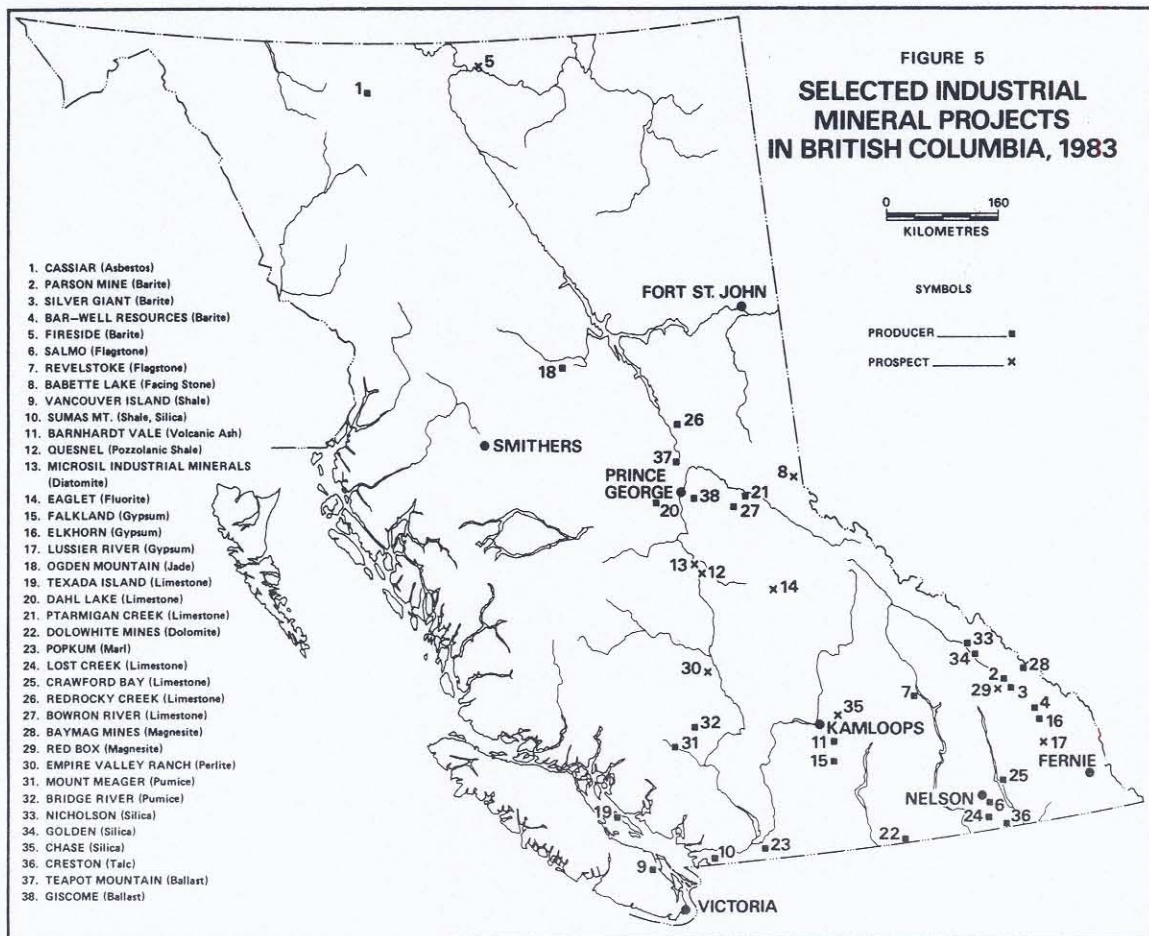 FIGURE 5
SELECTED INDUSTRIAL
MINERAL PROJECTS
IN BRITISH COLUMBIA, 1983
0 160
KILOMETRES
SYMBOLS
PRODUCER
PROSPECT
1. CASSIAR (Asbestos)
2. PARSON MINE (Barite)
3. SILVER GIANT (Barite)
4. BAR-WELL RESOURCES (Barite)
5. FIRESIDE (Barite)
6. SALMO (Flagstone)
7. REVELSTOKE (Flagstone)
8. BABETTE LAKE (Facing Stone)
9. VANCOUVER ISLAND (Shale)
10. SUMAS MT. (Shale, Silica)
11. BARNHARDT VALE (Volcanic Ash)
12. QUESNEL (Pozzolanic Shale)
13. MICROSIL INDUSTRIAL MINERALS
(Diatomite)
14. EAGLET (Fluorite)
15. FALKLAND (Gypsum)
16. ELKHORN (Gypsum)
17. LUSSIER RIVER (Gypsum)
18. OGDEN MOUNTAIN (Jade)
19. TEXADA ISLAND (Limestone)
20. DAHL LAKE (Limestone)
21. PTARMIGAN CREEK (Limestone)
22. DOLOWHITE MINES (Dolomite)
23. POPKUM (Marl)
24. LOST CREEK (Limestone)
25. CRAWFORD BAY (Limestone)
26. REDROCKY CREEK (Limestone)
27. BOWRON RIVER (Limestone)
28. BAYMAG MINES (Magnesite)
29. RED BOX (Magnesite)
30. EMPIRE VALLEY RANCH (Perlite)
31. MOUNT MEAGER (Pumice)
32. BRIDGE RIVER (Pumice)
33. NICHOLSON (Silica)
34. GOLDEN (Silica)
35. CHASE (Silica)
36. CRESTON (Talc)
37. TEAPOT MOUNTAIN (Ballast)
38. GISCOME (Ballast)
5
1
FORT ST. JOHN
18
26
SMITHERS
37
8
PRINCE
GEORGE
38
21
20
27
13
12
14
33
34
28
30
2
29
3
7
4
35
16
32
KAMLOOPS
31
11
17
15
FERNIE
25
NELSON
6
19
24
36
22
23
10
9
VICTORIA